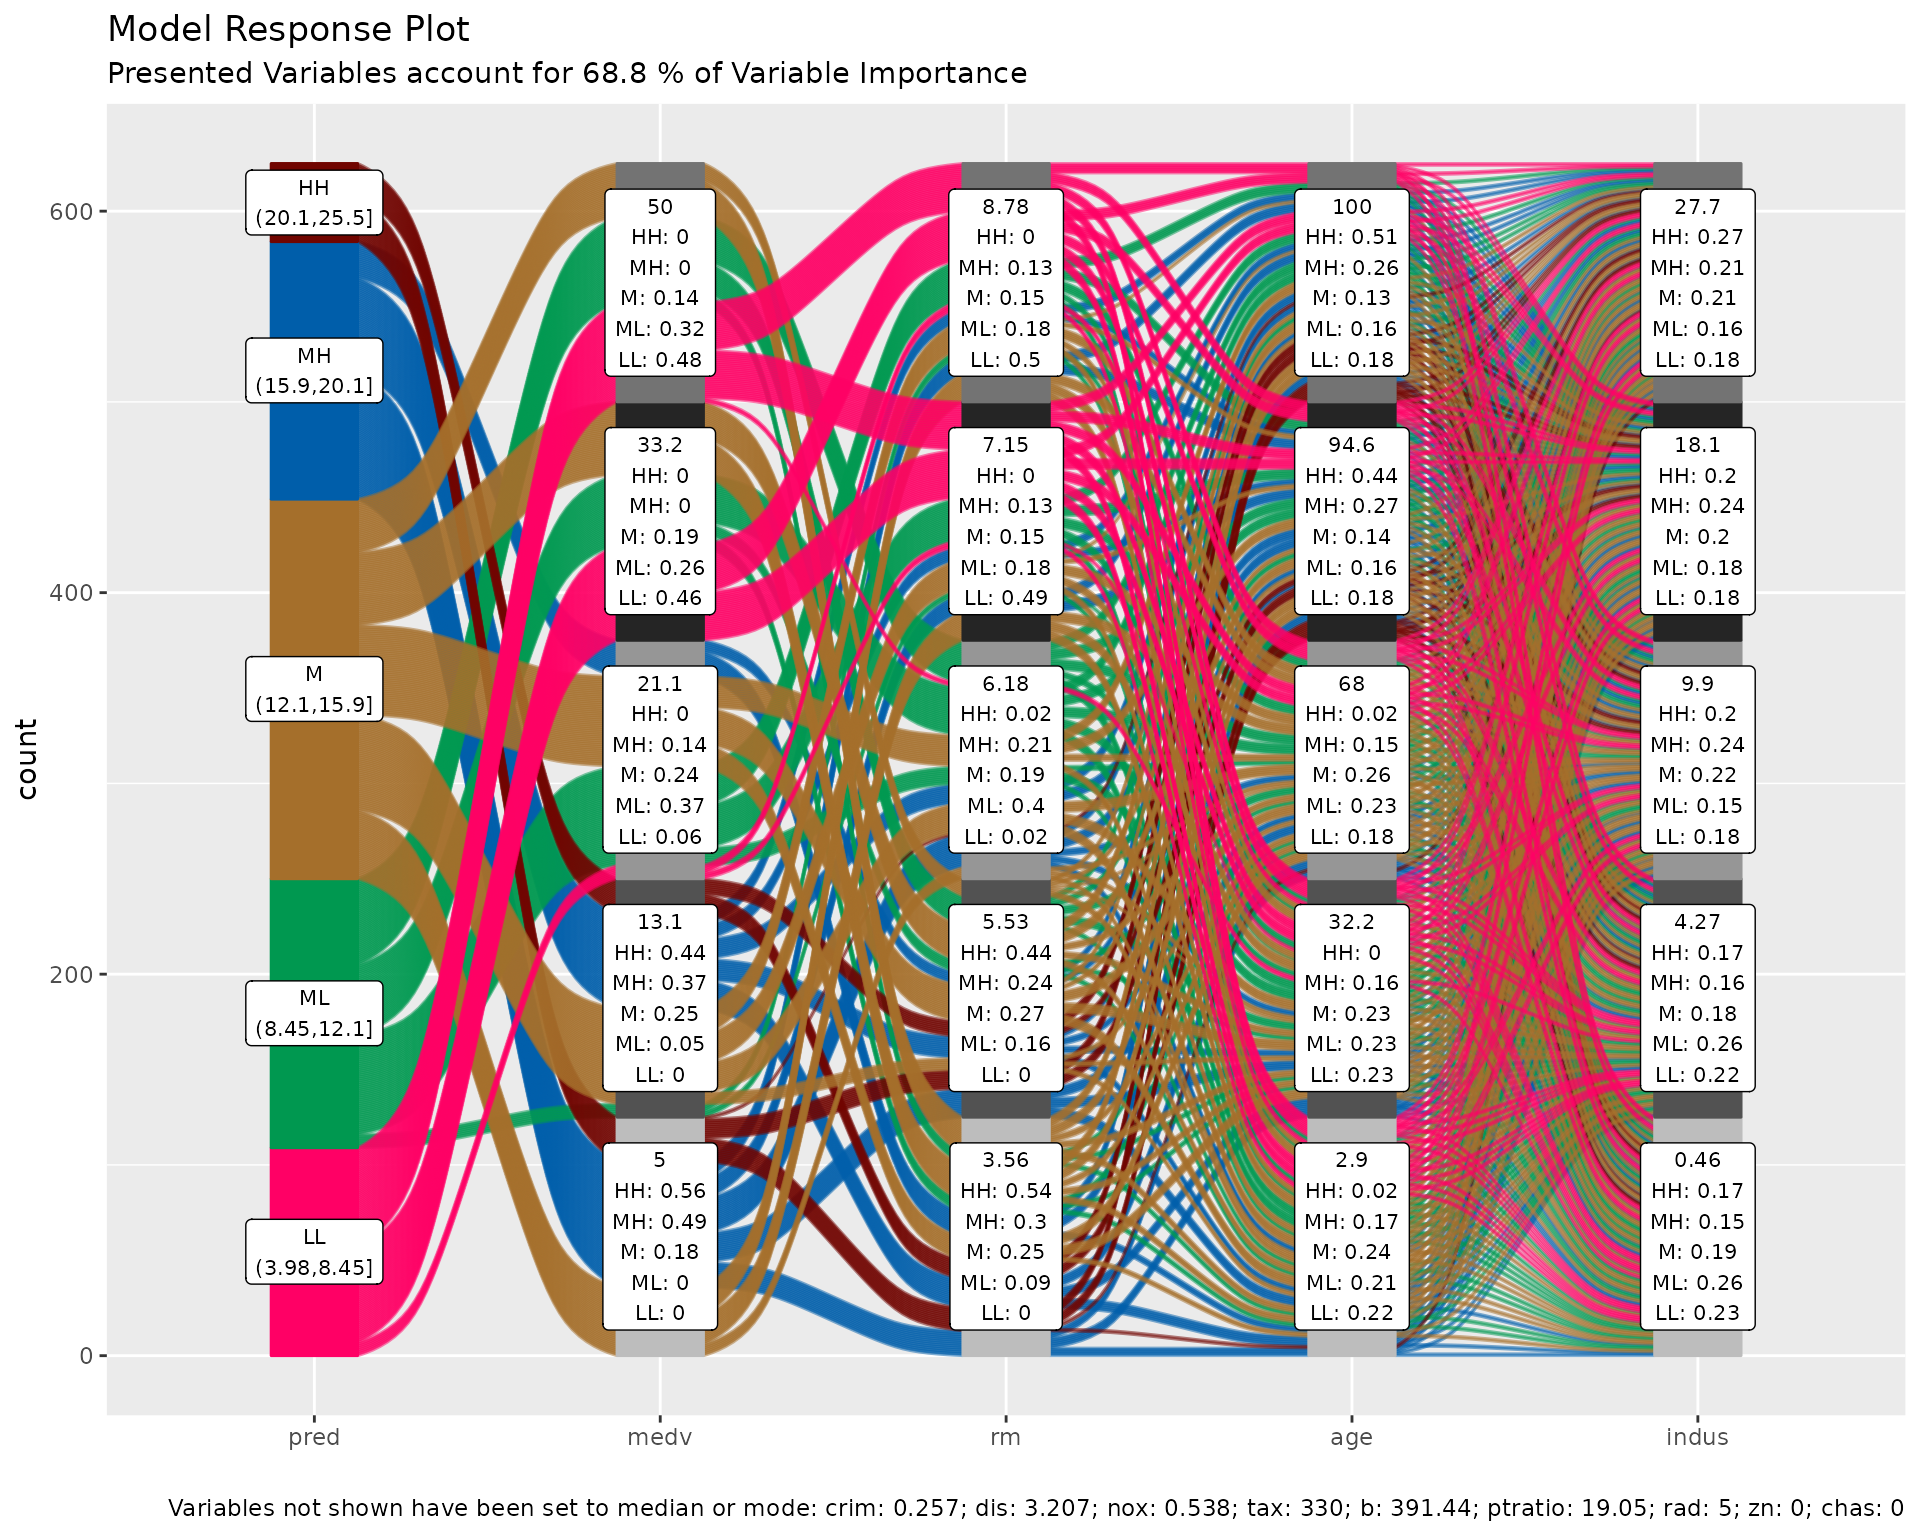 Model Response Plot
Presented Variables account for 68.8 % of Variable Importance
count
600
400
200
0
HH
(20.1,25.5]
MH
(15.9,20.1]
M
(12.1,15.9]
ML
(8.45,12.1]
LL
(3.98,8.45]
50
HH: 0
MH: 0
M: 0.14
ML: 0.32
LL: 0.48
33.2
HH: 0
MH: 0
M: 0.19
ML: 0.26
LL: 0.46
21.1
HH: 0
MH: 0.14
M: 0.24
ML: 0.37
LL: 0.06
13.1
HH: 0.44
MH: 0.37
M: 0.25
ML: 0.05
LL: 0
5
HH: 0.56
MH: 0.49
M: 0.18
ML: 0
LL: 0
8.78
HH: 0
MH: 0.13
M: 0.15
ML: 0.18
LL: 0.5
7.15
HH: 0
MH: 0.13
M: 0.15
ML: 0.18
LL: 0.49
6.18
HH: 0.02
MH: 0.21
M: 0.19
ML: 0.4
LL: 0.02
5.53
HH: 0.44
MH: 0.24
M: 0.27
ML: 0.16
LL: 0
3.56
HH: 0.54
MH: 0.3
M: 0.25
ML: 0.09
LL: 0
100
HH: 0.51
MH: 0.26
M: 0.13
ML: 0.16
LL: 0.18
94.6
HH: 0.44
MH: 0.27
M: 0.14
ML: 0.16
LL: 0.18
68
HH: 0.02
MH: 0.15
M: 0.26
ML: 0.23
LL: 0.18
32.2
HH: 0
MH: 0.16
M: 0.23
ML: 0.23
LL: 0.23
2.9
HH: 0.02
MH: 0.17
M: 0.24
ML: 0.21
LL: 0.22
27.7
HH: 0.27
MH: 0.21
M: 0.21
ML: 0.16
LL: 0.18
18.1
HH: 0.2
MH: 0.24
M: 0.2
ML: 0.18
LL: 0.18
9.9
HH: 0.2
MH: 0.24
M: 0.22
ML: 0.15
LL: 0.18
4.27
HH: 0.17
MH: 0.16
M: 0.18
ML: 0.26
LL: 0.22
0.46
HH: 0.17
MH: 0.15
M: 0.19
ML: 0.26
LL: 0.23
pred
medv
rm
age
indus
Variables not shown have been set to median or mode: crim: 0.257; dis: 3.207; nox: 0.538; tax: 330; b: 391.44; ptratio: 19.05; rad: 5; zn: 0; chas: 0